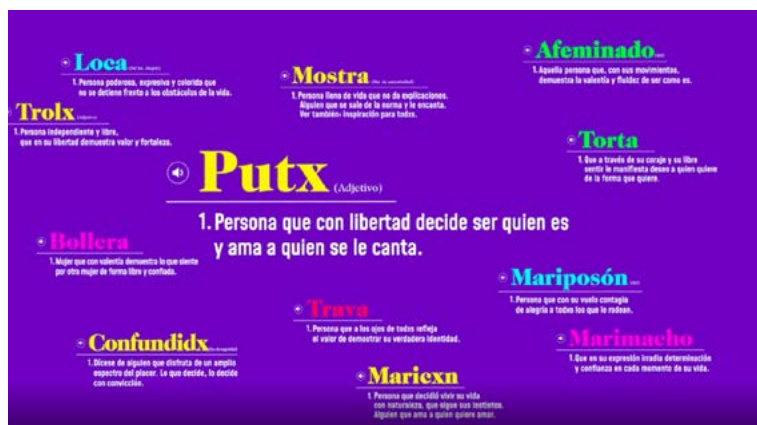 Loca
1. Persona poderosa, expresiva y colorida que
no se detiene frente a los obstáculos de la vida.
Mostra
1. Persona llena de vida que no da explicaciones.
Alguien que se sale de la norma y le encanta.
Ver también: inspiración para todxs.
Afeminado
1. Aquella persona que, con sus movimientos,
demuestra la valentía y fluidez de ser como es.
Trolx (Adjetivo)
1. Persona independiente y libre,
que en su libertad demuestra valor y fortaleza.
Torta
1. Que a través de su coraje y su libre
sentir le manifiesta deseo a quien quiere
de la forma que quiere.
Putx (Adjetivo)
1. Persona que con libertad decide ser quien es
y ama a quien se le canta.
Bollera
1. Mujer que con valentía demuestra lo que siente
por otra mujer de forma libre y confiada.
Mariposón
1. Persona que con su vuelo contagia
de alegría a todxs los que le rodean.
Trava
1. Persona que a los ojos de todxs refleja
el valor de demostrar su verdadera identidad.
Confundidx
1. Dícese de alguien que disfruta de un amplio
espectro del placer. Lo que decide, lo decide
con convicción.
Marimacho
1. Que en su expresión irradia determinación
y confianza en cada momento de su vida.
Maricxn
1. Persona que decidió vivir su vida
con naturaleza, que sigue sus instintos.
Alguien que ama a quien quiere amar.